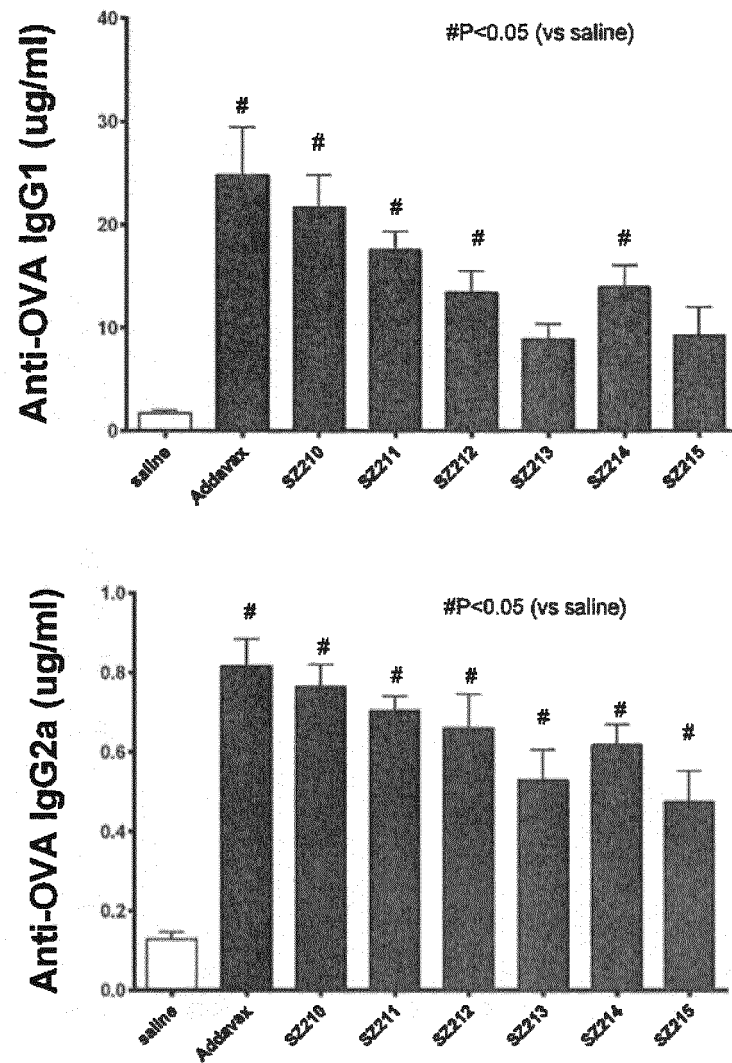 Anti-OVA IgG1 (ug/ml)
40
30
20
10
0
#P<0.05 (vs saline)
#
#
#
#
#
saline
Addavax
SZ210
SZ211
SZ212
SZ213
SZ214
SZ215
Anti-OVA IgG2a (ug/ml)
1.0
0.8
0.6
0.4
0.2
0.0
#P<0.05 (vs saline)
#
#
#
#
#
#
#
saline
Addavax
SZ210
SZ211
SZ212
SZ213
SZ214
SZ215